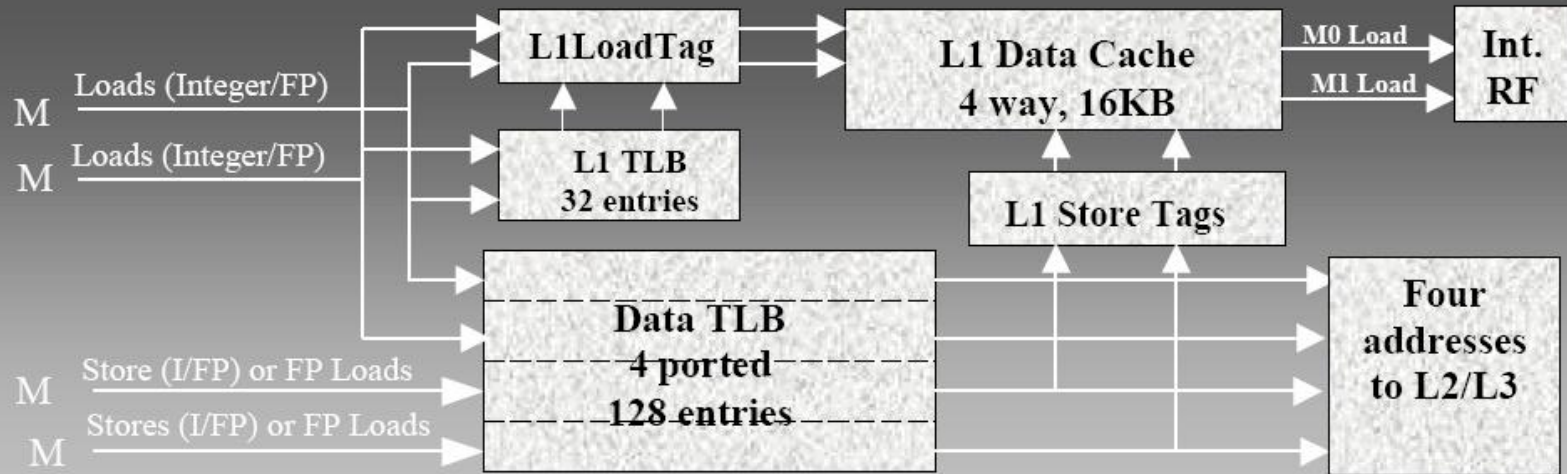 L1LoadTag
L1 Data Cache
4 way, 16KB
M0 Load
M1 Load
Int.
RF
M
Loads (Integer/FP)
M
Loads (Integer/FP)
L1 TLB
32 entries
L1 Store Tags
Data TLB
4 ported
128 entries
Four
addresses
to L2/L3
M
Store (I/FP) or FP Loads
M
Stores (I/FP) or FP Loads